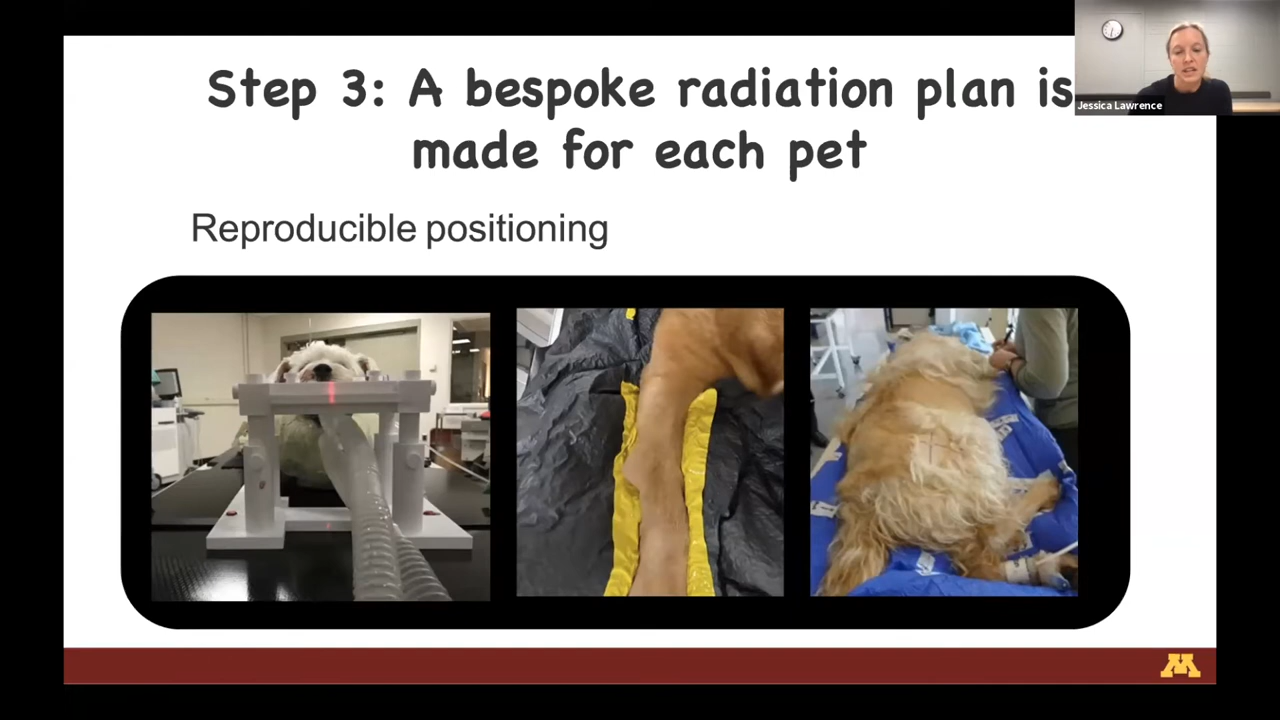 Step 3: A bespoke radiation plan is
made for each pet
Jessica Lawrence
Reproducible positioning
M